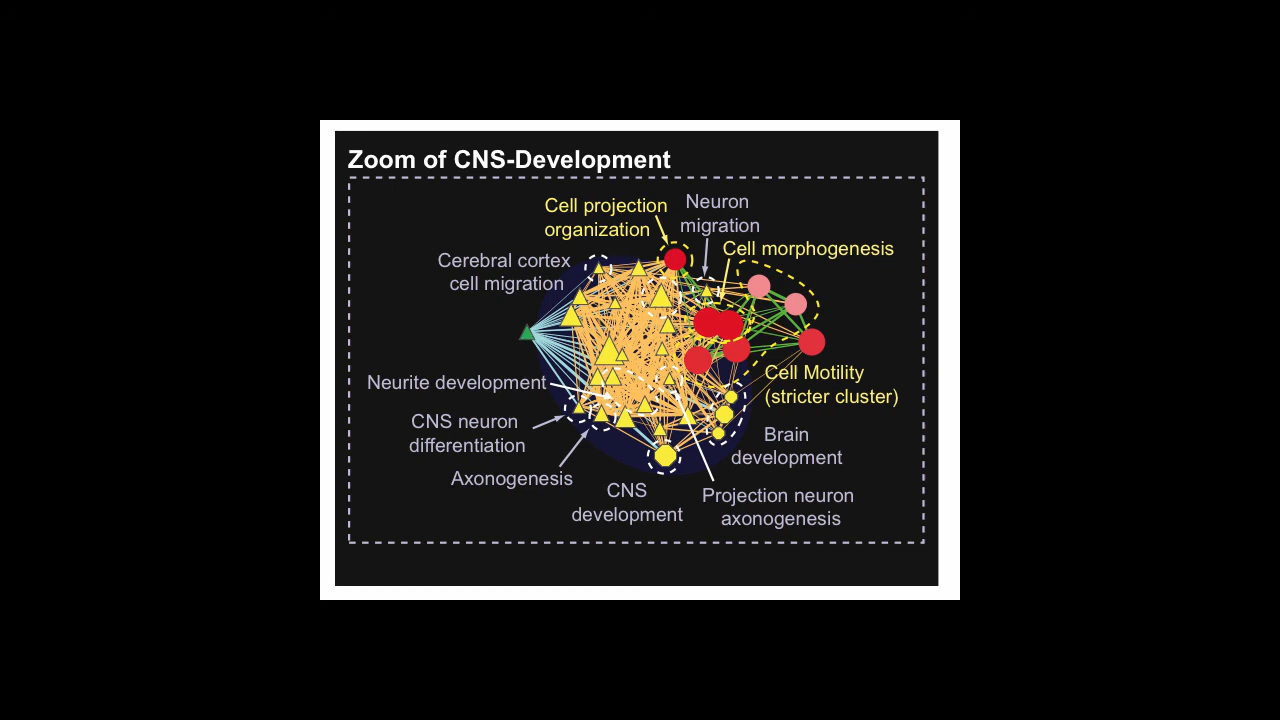 Zoom of CNS-Development
Cell projection
organization
Neuron
migration
Cell morphogenesis
Cerebral cortex
cell migration
Neurite development
Cell Motility
(stricter cluster)
CNS neuron
differentiation
Brain
development
Axonogenesis
CNS
development
Projection neuron
axonogenesis